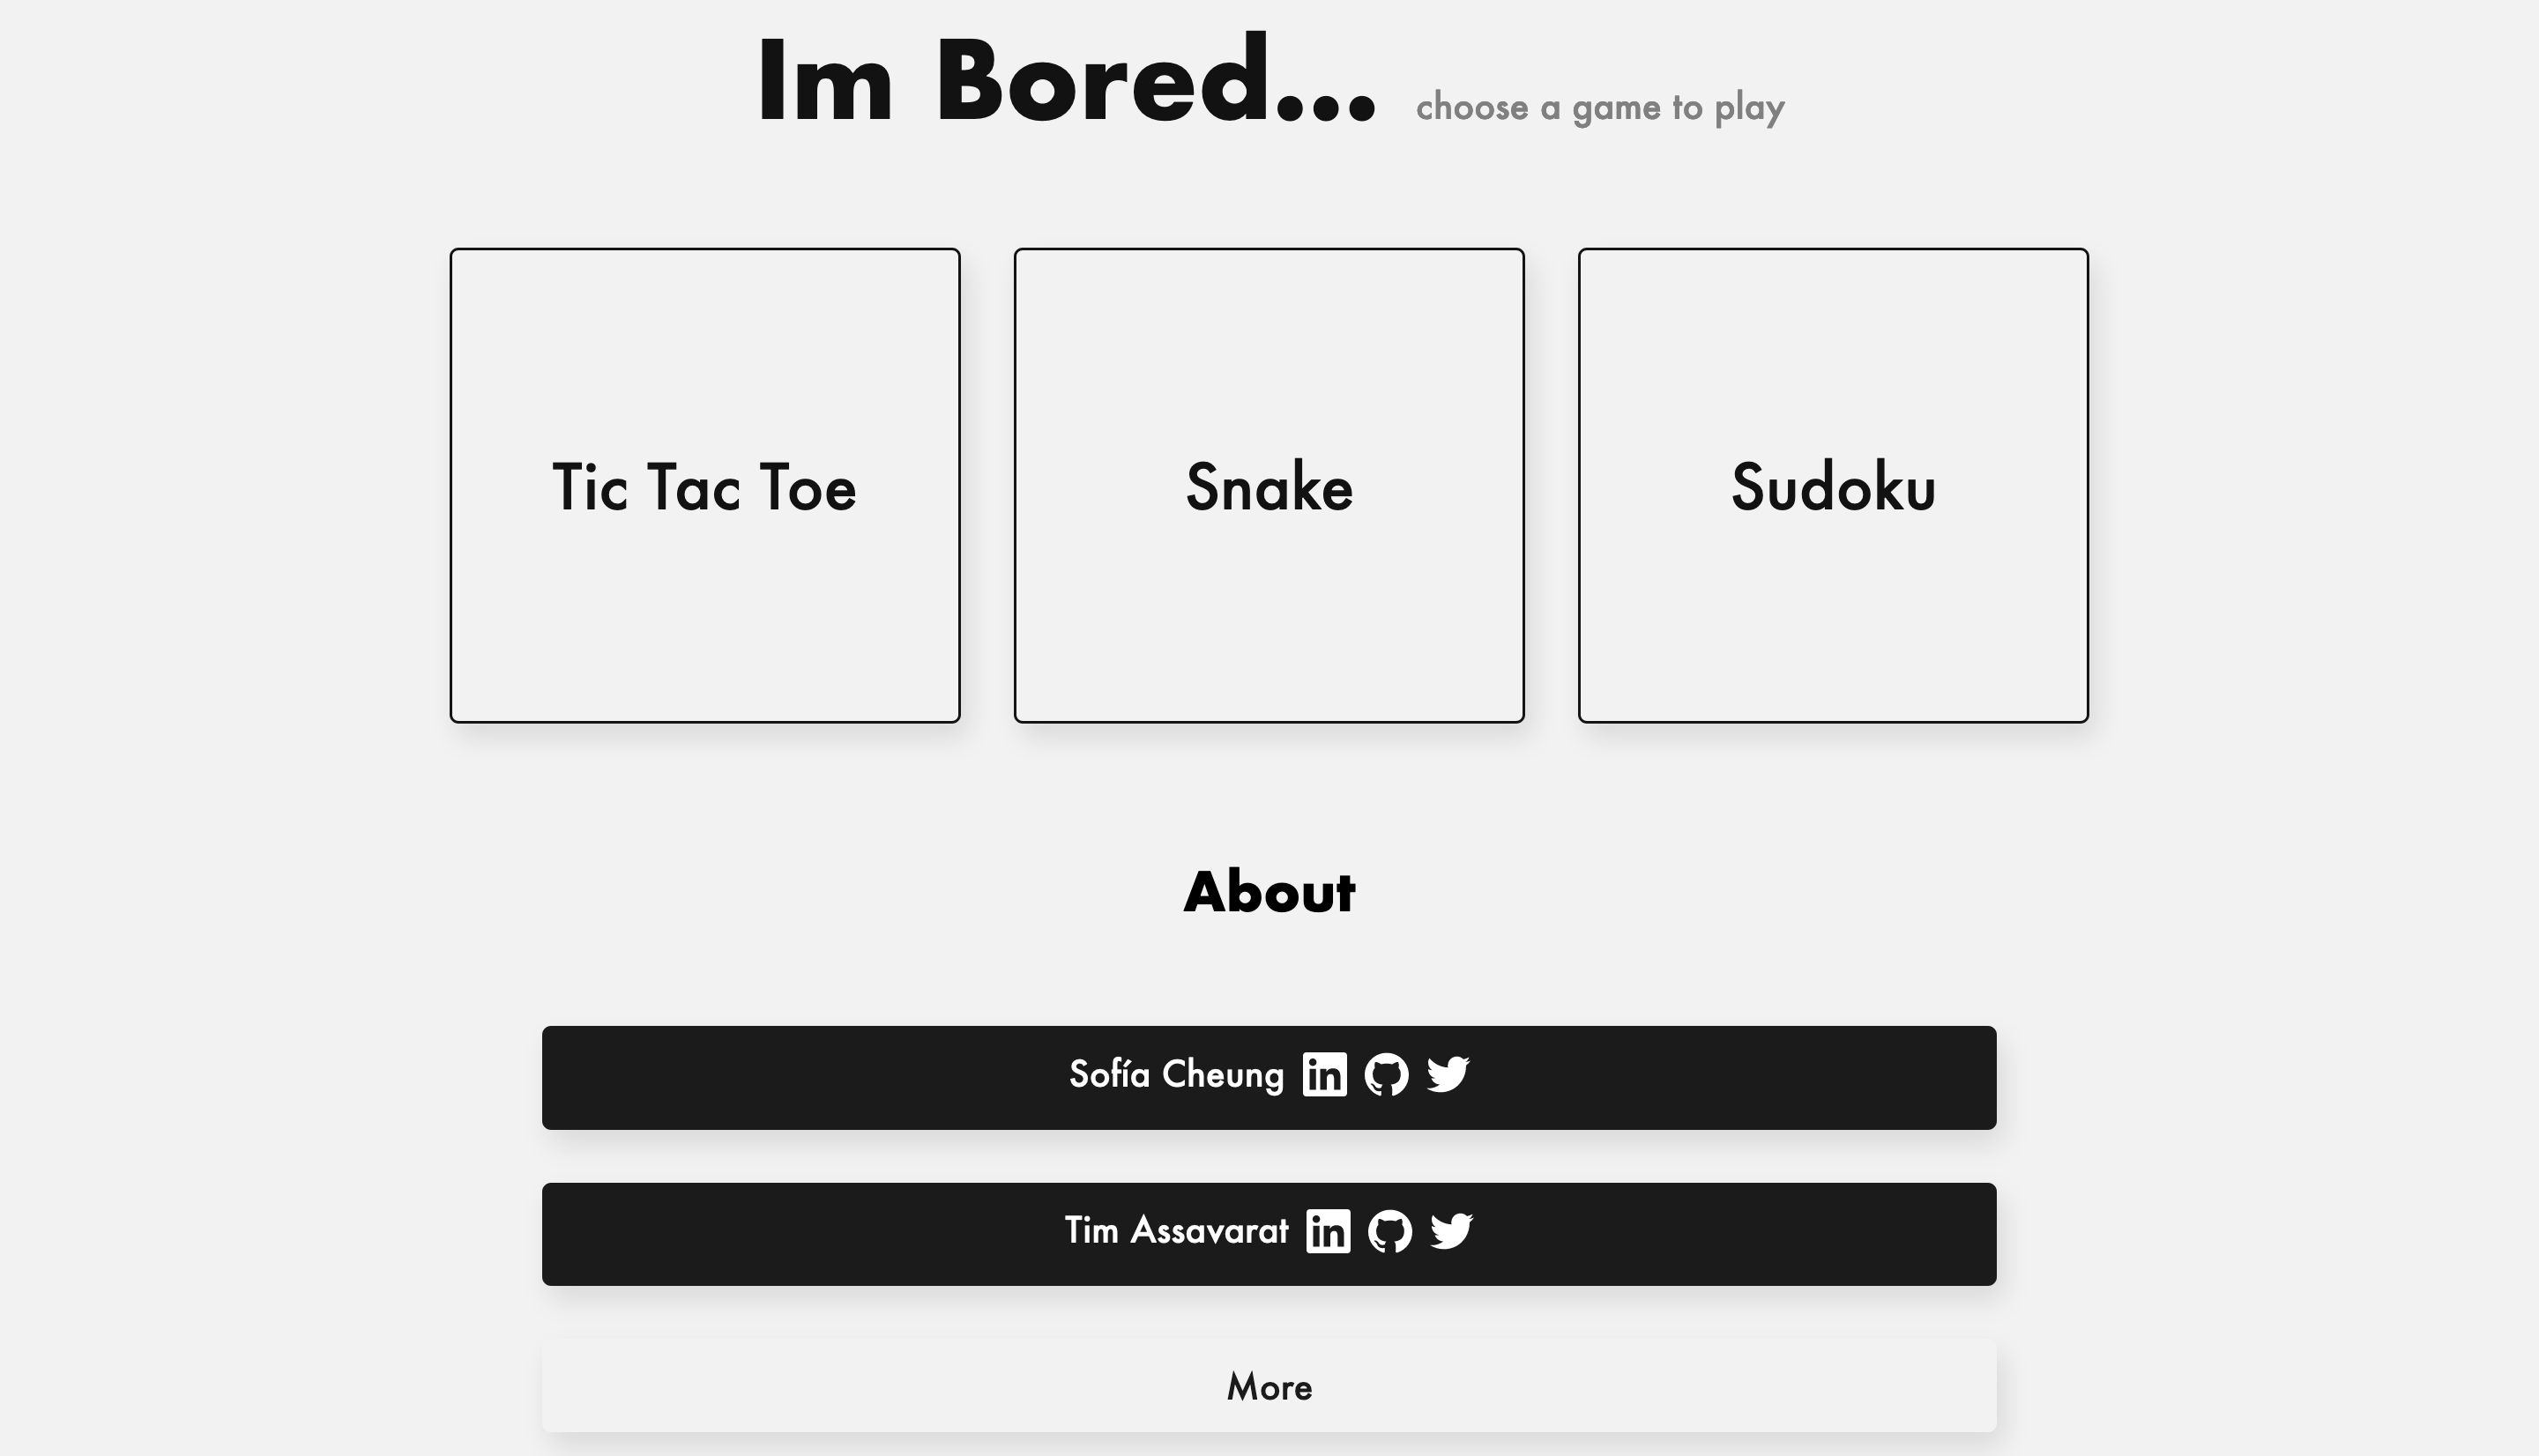 Im Bored... choose a game to play
Tic Tac Toe
Snake
Sudoku
About
Sofía Cheung
Tim Assavarat
More